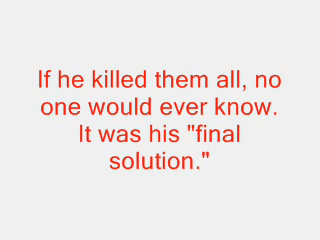 If he killed them all, no
one would ever know.
It was his "final
solution."